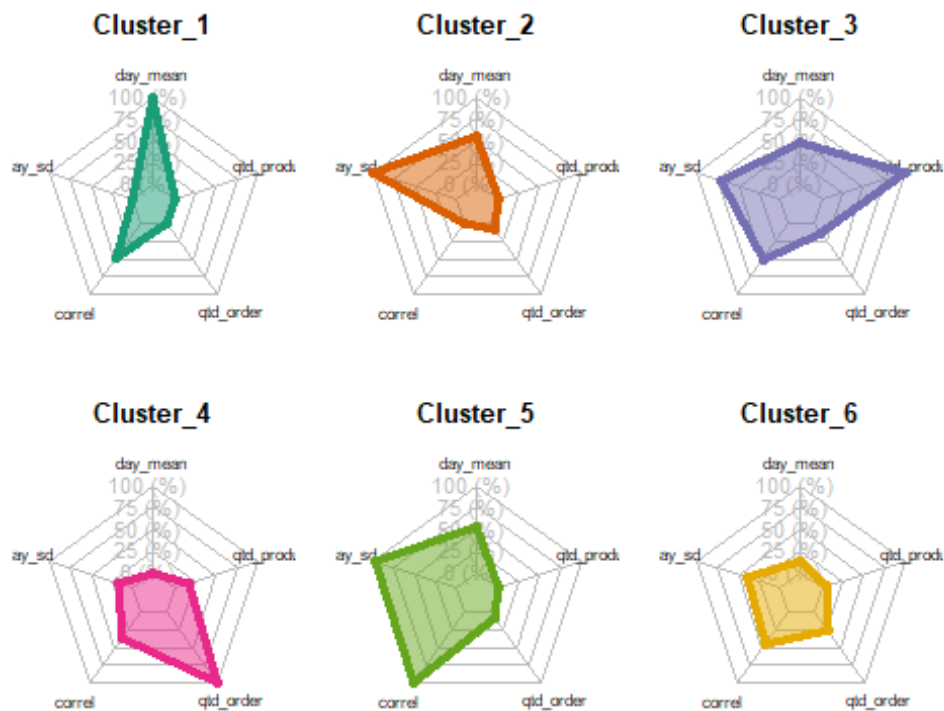 Cluster_1
day_mean
100 (%)
75 (%)
50 (%)
25 (%)
0 (%)
ay_sd
qtd_produ
correl
qtd_order
Cluster_2
day_mean
100 (%)
75 (%)
50 (%)
25 (%)
0 (%)
ay_sd
qtd_produ
correl
qtd_order
Cluster_3
day_mean
100 (%)
75 (%)
50 (%)
25 (%)
0 (%)
ay_sd
qtd_produ
correl
qtd_order
Cluster_4
day_mean
100 (%)
75 (%)
50 (%)
25 (%)
0 (%)
ay_sd
qtd_produ
correl
qtd_order
Cluster_5
day_mean
100 (%)
75 (%)
50 (%)
25 (%)
0 (%)
ay_sd
qtd_produ
correl
qtd_order
Cluster_6
day_mean
100 (%)
75 (%)
50 (%)
25 (%)
0 (%)
ay_sd
qtd_produ
correl
qtd_order